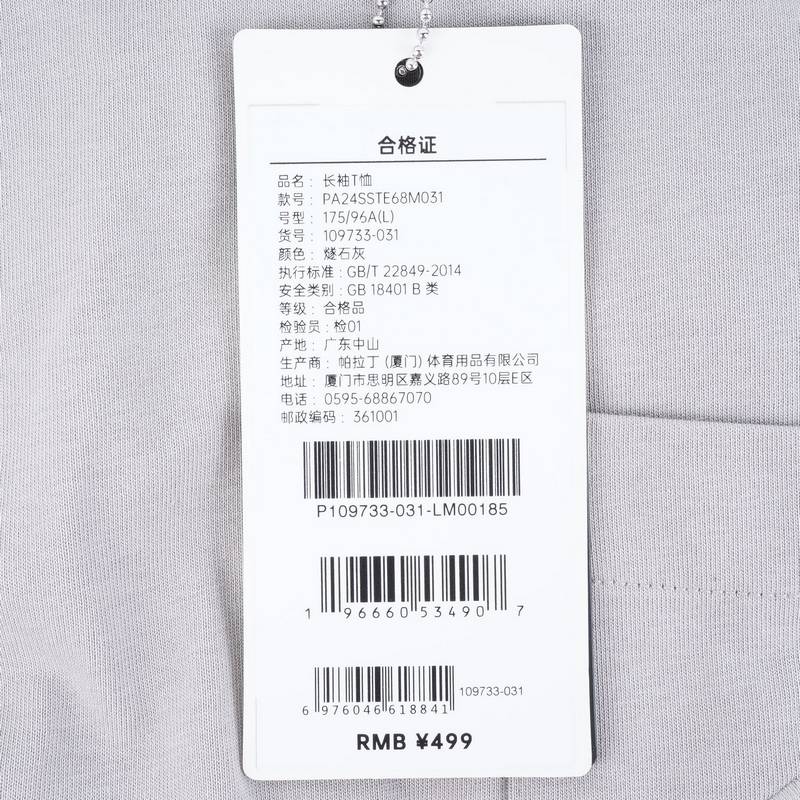 合格证
品名： 长袖T恤
款号： PA24SSTE68M031
号型： 175/96A(L)
货号： 109733-031
颜色： 燧石灰
执行标准：GB/T 22849-2014
安全类别：GB 18401 B 类
等级： 合格品
检验员：检01
产地： 广东中山
生产商： 帕拉丁 (厦门) 体育用品有限公司
地址： 厦门市思明区嘉义路89号10层E区
电话： 0595-68867070
邮政编码： 361001
P109733-031-LM00185
1 96660 53490 7
6 976046 618841
109733-031
RMB ¥499